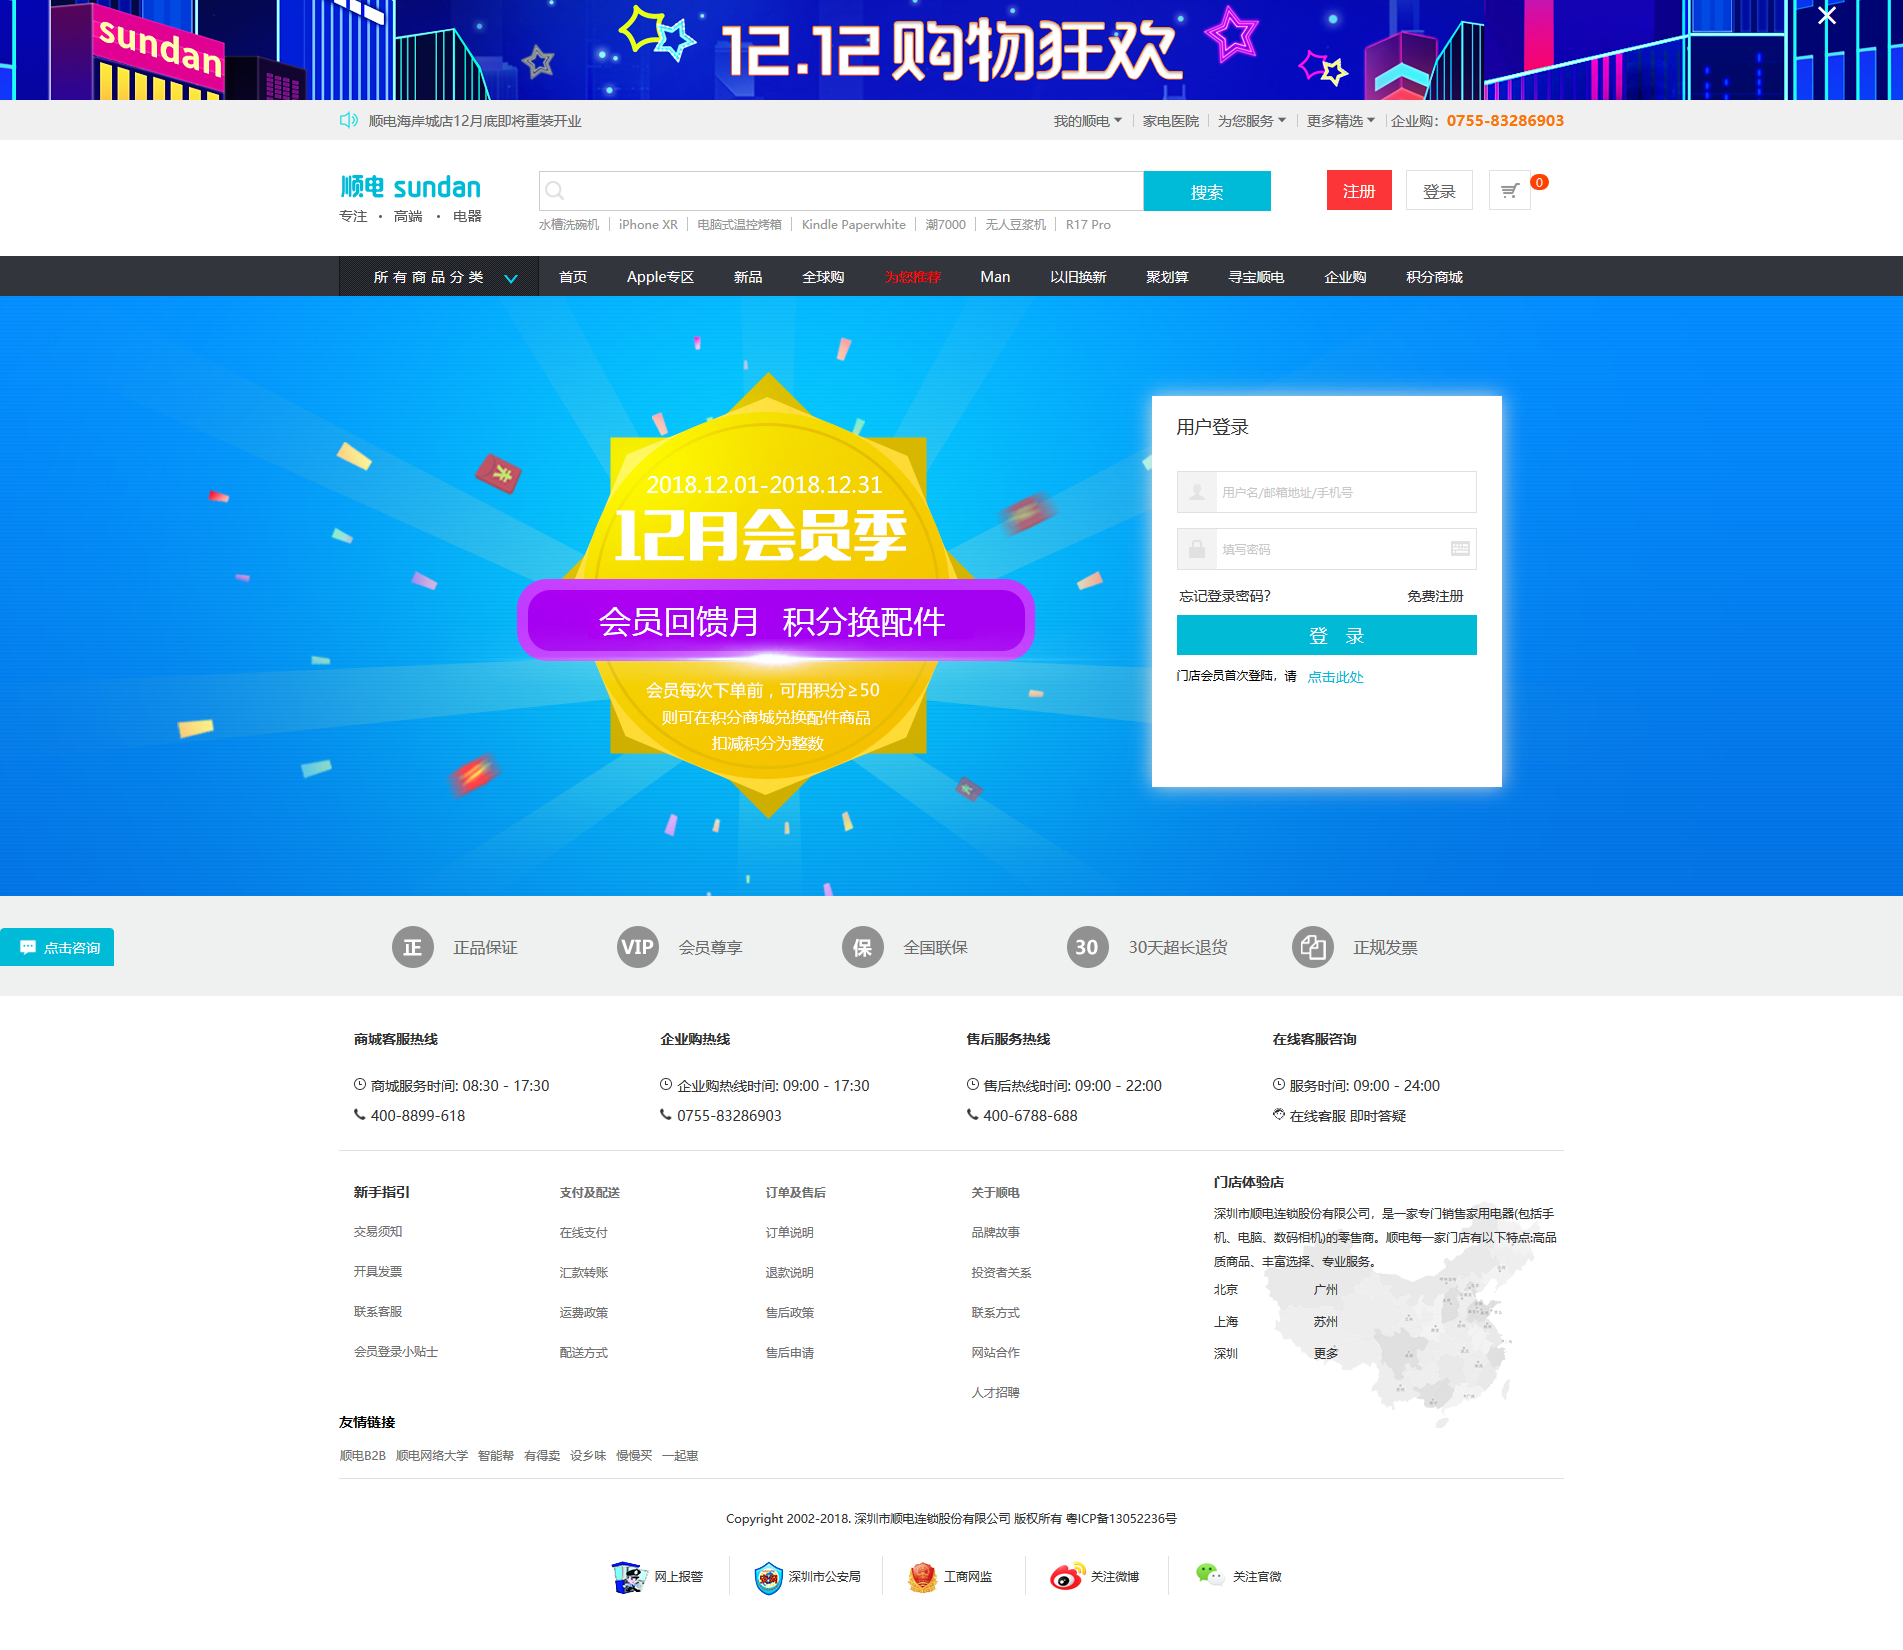 sundan
12.12 购物狂欢
顺电海岸城店12月底即将重装开业
我的顺电 家电医院 为您服务 更多精选 企业购：0755-83286903
顺电 sundan
专注 · 高端 · 电器
搜索
注册
登录
0
水槽洗碗机 iPhone XR 电脑式温控烤箱 Kindle Paperwhite 潮7000 无人豆浆机 R17 Pro
所有商品分类 首页 Apple专区 新品 全球购 为您推荐 Man 以旧换新 聚划算 寻宝顺电 企业购 积分商城
2018.12.01-2018.12.31
12月会员季
会员回馈月 积分换配件
会员每次下单前，可用积分≥50
则可在积分商城兑换配件商品
扣减积分为整数
用户登录
用户名/邮箱地址/手机号
填写密码
忘记登录密码？ 免费注册
登 录
门店会员首次登陆，请 点击此处
点击咨询
正 正品保证 VIP 会员尊享 保 全国联保 30 30天超长退货 正规发票
商城客服热线
商城服务时间: 08:30 - 17:30
400-8899-618
企业购热线
企业购热线时间: 09:00 - 17:30
0755-83286903
售后服务热线
售后热线时间: 09:00 - 22:00
400-6788-688
在线客服咨询
服务时间: 09:00 - 24:00
在线客服 即时答疑
新手指引
交易须知
开具发票
联系客服
会员登录小贴士
支付及配送
在线支付
汇款转账
运费政策
配送方式
订单及售后
订单说明
退款说明
售后政策
售后申请
关于顺电
品牌故事
投资者关系
联系方式
网站合作
人才招聘
门店体验店
深圳市顺电连锁股份有限公司，是一家专门销售家用电器(包括手
机、电脑、数码相机)的零售商。顺电每一家门店有以下特点:高品
质商品、丰富选择、专业服务。
北京 广州
上海 苏州
深圳 更多
友情链接
顺电B2B 顺电网络大学 智能帮 有得卖 设乡味 慢慢买 一起惠
Copyright 2002-2018. 深圳市顺电连锁股份有限公司 版权所有 粤ICP备13052236号
网上报警 深圳市公安局 工商网监 关注微博 关注官微